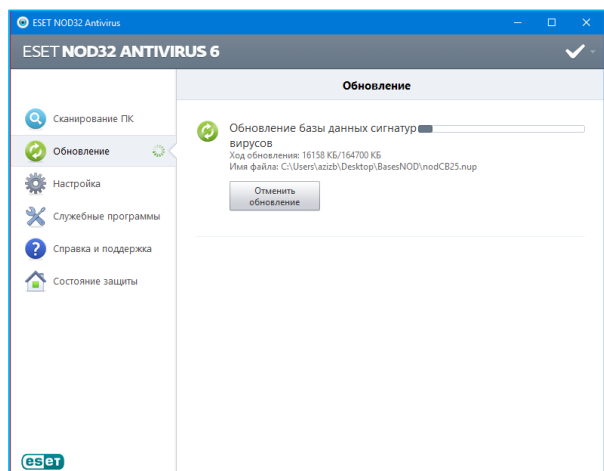 ESET NOD32 Antivirus
ESET NOD32 ANTIVIRUS 6
Обновление
Сканирование ПК
Обновление
Настройка
Служебные программы
Справка и поддержка
Состояние защиты
Обновление базы данных сигнатур
вирусов
Ход обновления: 16158 КБ/164700 КБ
Имя файла: C:\Users\azizb\Desktop\BasesNOD\nodCB25.nup
Отменить
обновление
eseT